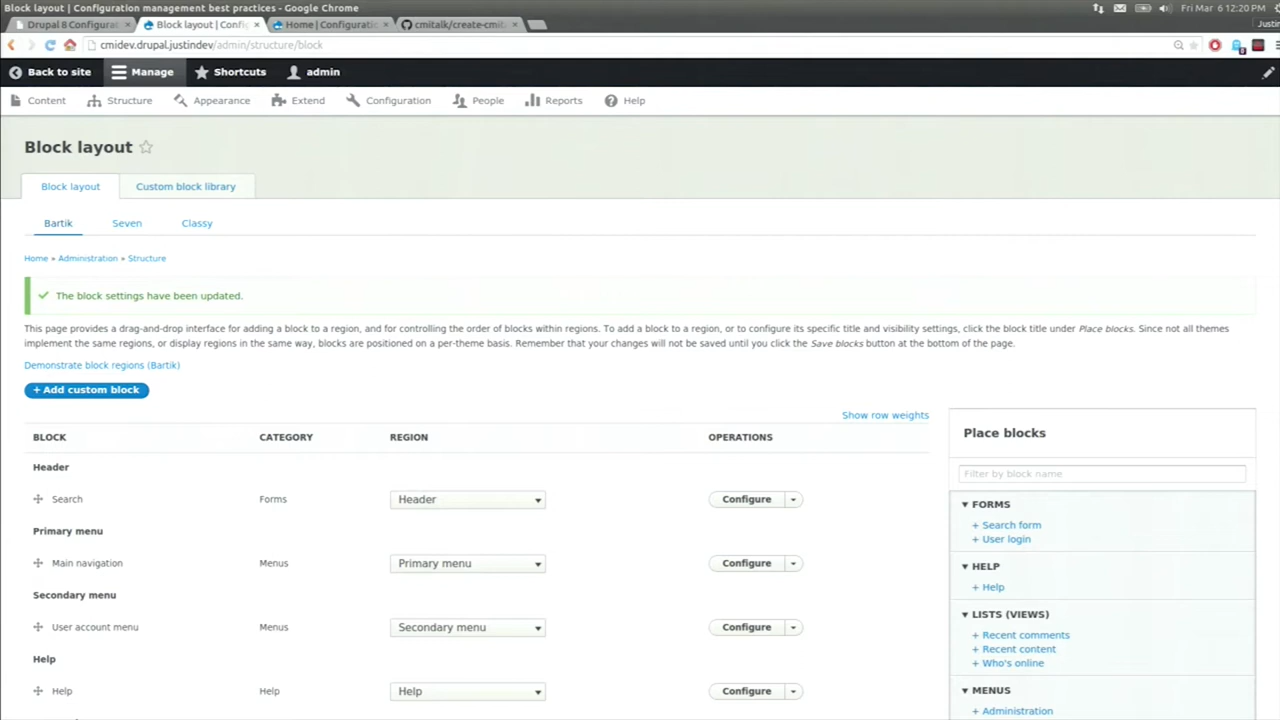 Block layout | Configuration management best practices - Google Chrome
Fri Mar 6 12:20 PM
Drupal 8 Configurat
Block layout | Config
Home | Configuration
cmitalk/create-cmit
Justin
cmidev.drupal.justindev/admin/structure/block
Back to site
Manage
Shortcuts
admin
Content
Structure
Appearance
Extend
Configuration
People
Reports
Help
Block layout
Block layout
Custom block library
Bartik
Seven
Classy
Home » Administration » Structure
The block settings have been updated.
This page provides a drag-and-drop interface for adding a block to a region, and for controlling the order of blocks within regions. To add a block to a region, or to configure its specific title and visibility settings, click the block title under Place blocks. Since not all themes
implement the same regions, or display regions in the same way, blocks are positioned on a per-theme basis. Remember that your changes will not be saved until you click the Save blocks button at the bottom of the page.
Demonstrate block regions (Bartik)
+ Add custom block
Show row weights
BLOCK CATEGORY REGION OPERATIONS
Header
Search Forms Header Configure
Primary menu
Main navigation Menus Primary menu Configure
Secondary menu
User account menu Menus Secondary menu Configure
Help
Help Help Help Configure
Place blocks
Filter by block name
FORMS
+ Search form
+ User login
HELP
+ Help
LISTS (VIEWS)
+ Recent comments
+ Recent content
+ Who's online
MENUS
+ Administration